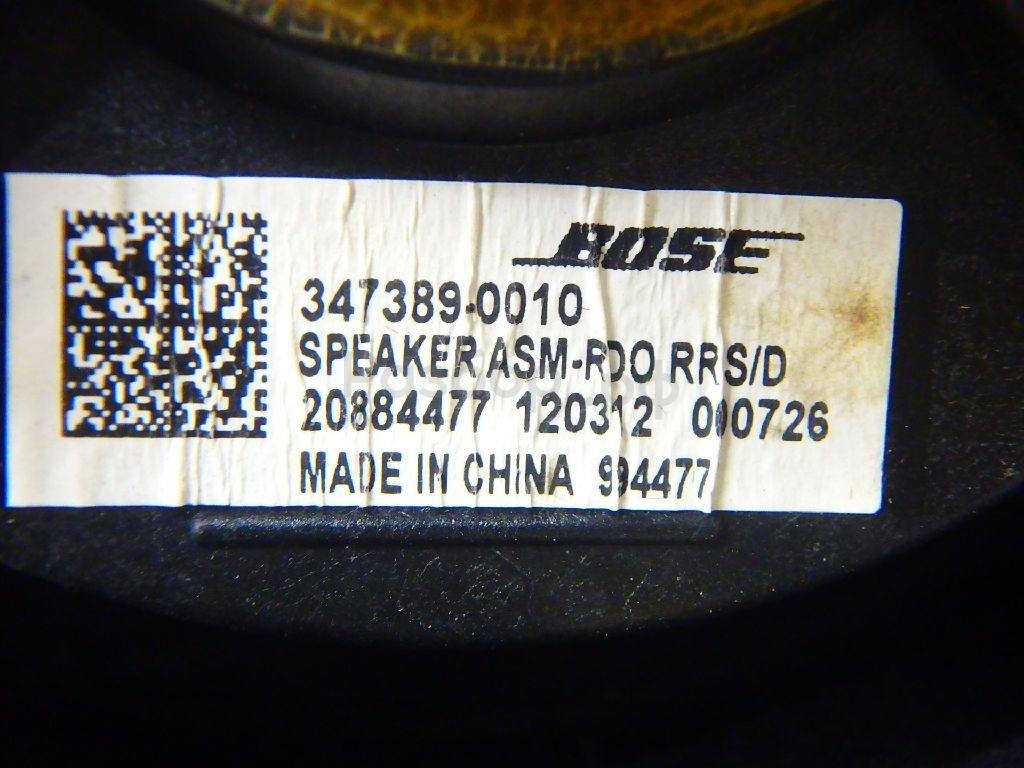 BOSE
347389-0010
SPEAKER ASM-RDO RRS/D
20884477 120312 000726
MADE IN CHINA 994477